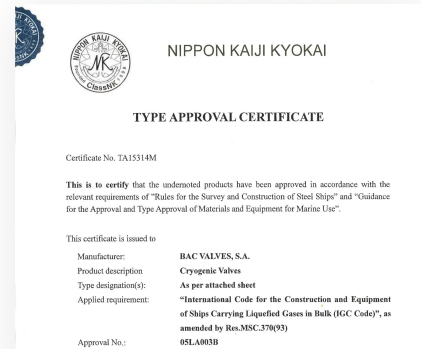 NIPPON KAIJI KYOKAI
NIPPON KAIJI KYOKAI
NK
ClassNK
TYPE APPROVAL CERTIFICATE
Certificate No. TA15314M
This is to certify that the undernoted products have been approved in accordance with the
relevant requirements of "Rules for the Survey and Construction of Steel Ships" and "Guidance
for the Approval and Type Approval of Materials and Equipment for Marine Use".
This certificate is issued to
Manufacturer: BAC VALVES, S.A.
Product description Cryogenic Valves
Type designation(s): As per attached sheet
Applied requirement: "International Code for the Construction and Equipment
of Ships Carrying Liquefied Gases in Bulk (IGC Code)", as
amended by Res.MSC.370(93)
Approval No.: 05LA003B